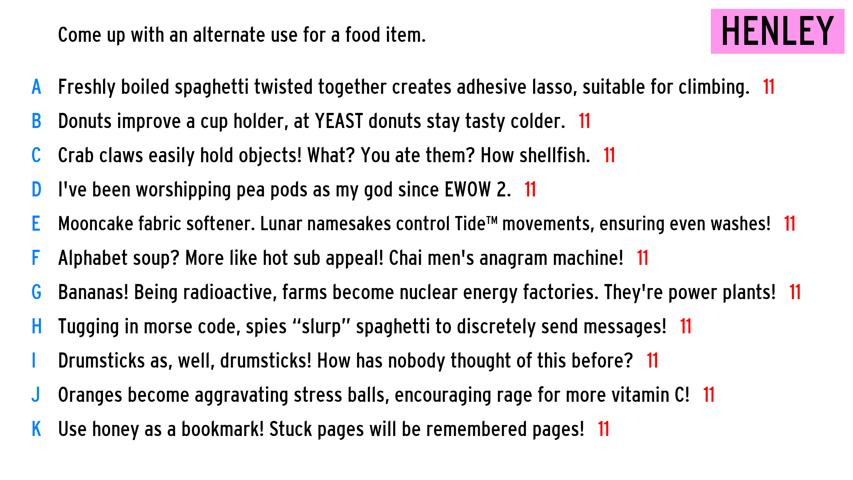 Come up with an alternate use for a food item.
HENLEY
A Freshly boiled spaghetti twisted together creates adhesive lasso, suitable for climbing. 11
B Donuts improve a cup holder, at YEAST donuts stay tasty colder. 11
C Crab claws easily hold objects! What? You ate them? How shellfish. 11
D I've been worshipping pea pods as my god since EWOW 2. 11
E Mooncake fabric softener. Lunar namesakes control Tide™ movements, ensuring even washes! 11
F Alphabet soup? More like hot sub appeal! Chai men's anagram machine! 11
G Bananas! Being radioactive, farms become nuclear energy factories. They're power plants! 11
H Tugging in morse code, spies “slurp” spaghetti to discretely send messages! 11
I Drumsticks as, well, drumsticks! How has nobody thought of this before? 11
J Oranges become aggravating stress balls, encouraging rage for more vitamin C! 11
K Use honey as a bookmark! Stuck pages will be remembered pages! 11